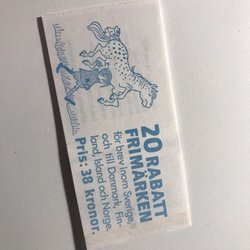 20 RABATT
FRIMÄRKEN
för brev inom Sverige
och till Danmark, Fin-
land, Island och Norge.
Pris: 38 kronor.